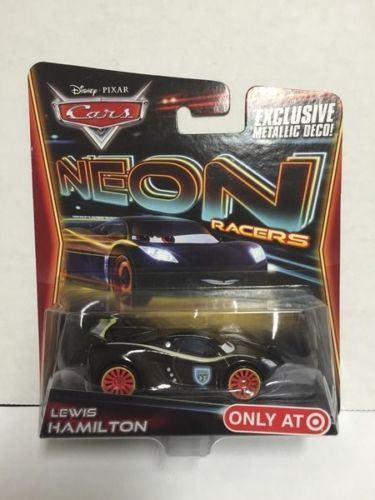 Disney · PIXAR
Cars
EXCLUSIVE
METALLIC DECO!
NEON
RACERS
LEWIS
HAMILTON
ONLY AT